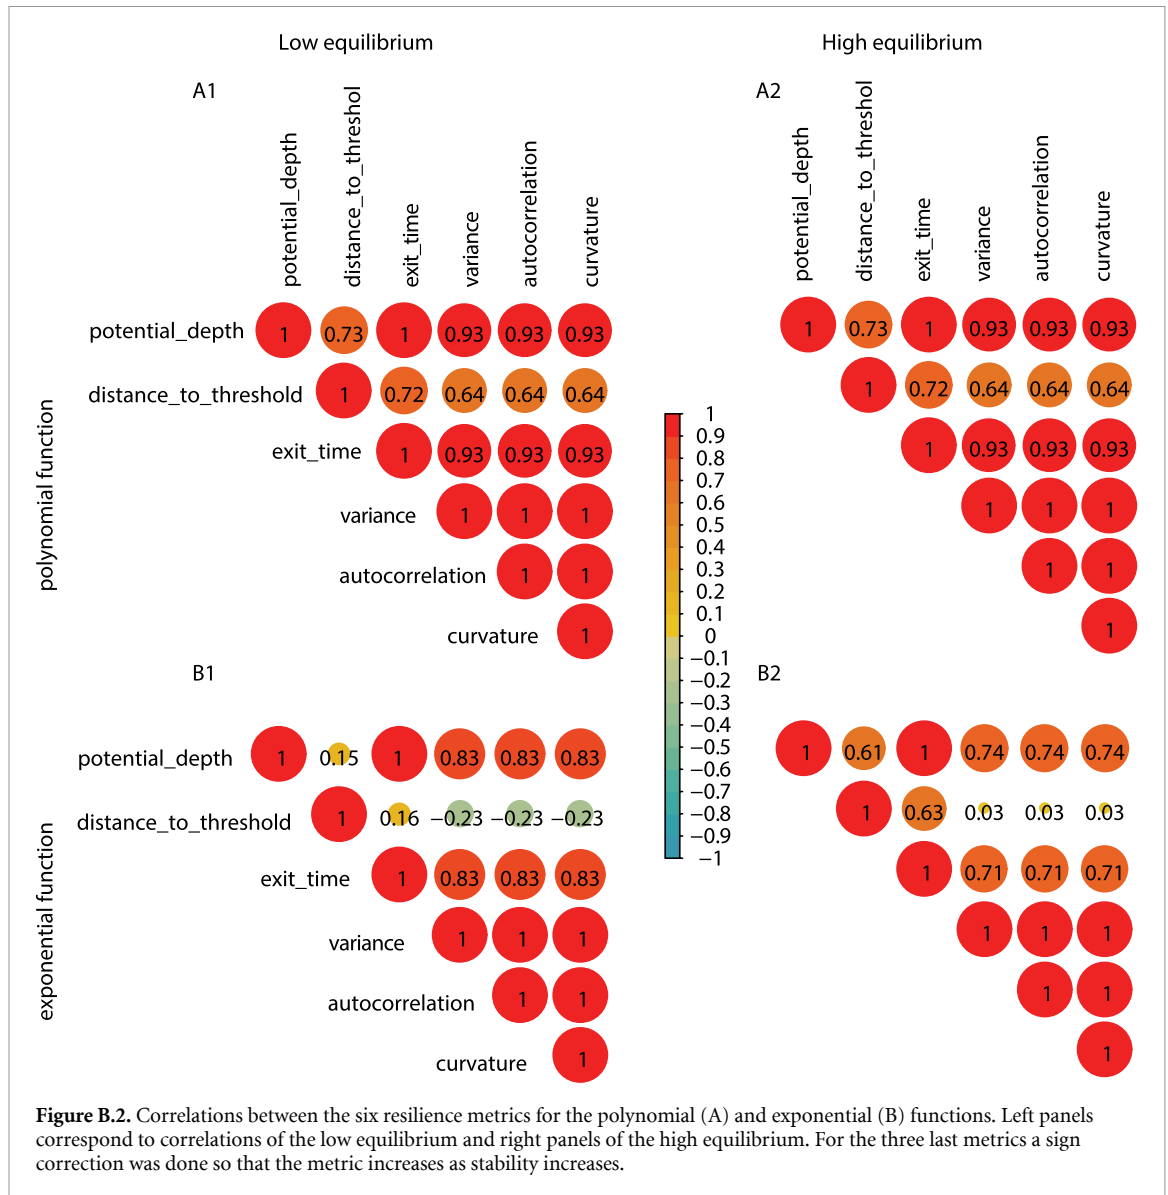 Low equilibrium
High equilibrium
A1
A2
potential_depth
distance_to_threshol
exit_time
variance
autocorrelation
curvature
potential_depth
distance_to_threshol
exit_time
variance
autocorrelation
curvature
polynomial function
potential_depth 1 0.73 1 0.93 0.93 0.93
distance_to_threshold 1 0.72 0.64 0.64 0.64
exit_time 1 0.93 0.93 0.93
variance 1 1 1
autocorrelation 1 1
curvature 1
1 0.73 1 0.93 0.93 0.93
1 0.72 0.64 0.64 0.64
1 0.93 0.93 0.93
1 1 1
1 1
1
1
0.9
0.8
0.7
0.6
0.5
0.4
0.3
0.2
0.1
0
−0.1
−0.2
−0.3
−0.4
−0.5
−0.6
−0.7
−0.8
−0.9
−1
B1
B2
exponential function
potential_depth 1 0.15 1 0.83 0.83 0.83
distance_to_threshold 1 0.16 −0.23 −0.23 −0.23
exit_time 1 0.83 0.83 0.83
variance 1 1 1
autocorrelation 1 1
curvature 1
1 0.61 1 0.74 0.74 0.74
1 0.63 0.03 0.03 0.03
1 0.71 0.71 0.71
1 1 1
1 1
1
Figure B.2. Correlations between the six resilience metrics for the polynomial (A) and exponential (B) functions. Left panels
correspond to correlations of the low equilibrium and right panels of the high equilibrium. For the three last metrics a sign
correction was done so that the metric increases as stability increases.